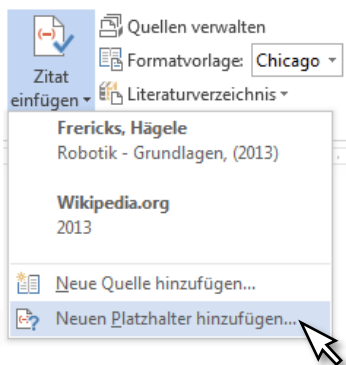 Quellen verwalten
Formatvorlage: Chicago
Zitat
einfügen
Literaturverzeichnis
Frericks, Hägele
Robotik - Grundlagen, (2013)
Wikipedia.org
2013
Neue Quelle hinzufügen...
Neuen Platzhalter hinzufügen...